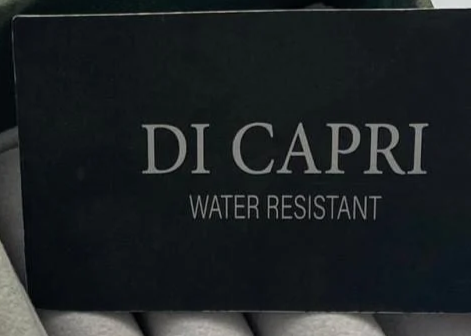 DI CAPRI
WATER RESISTANT